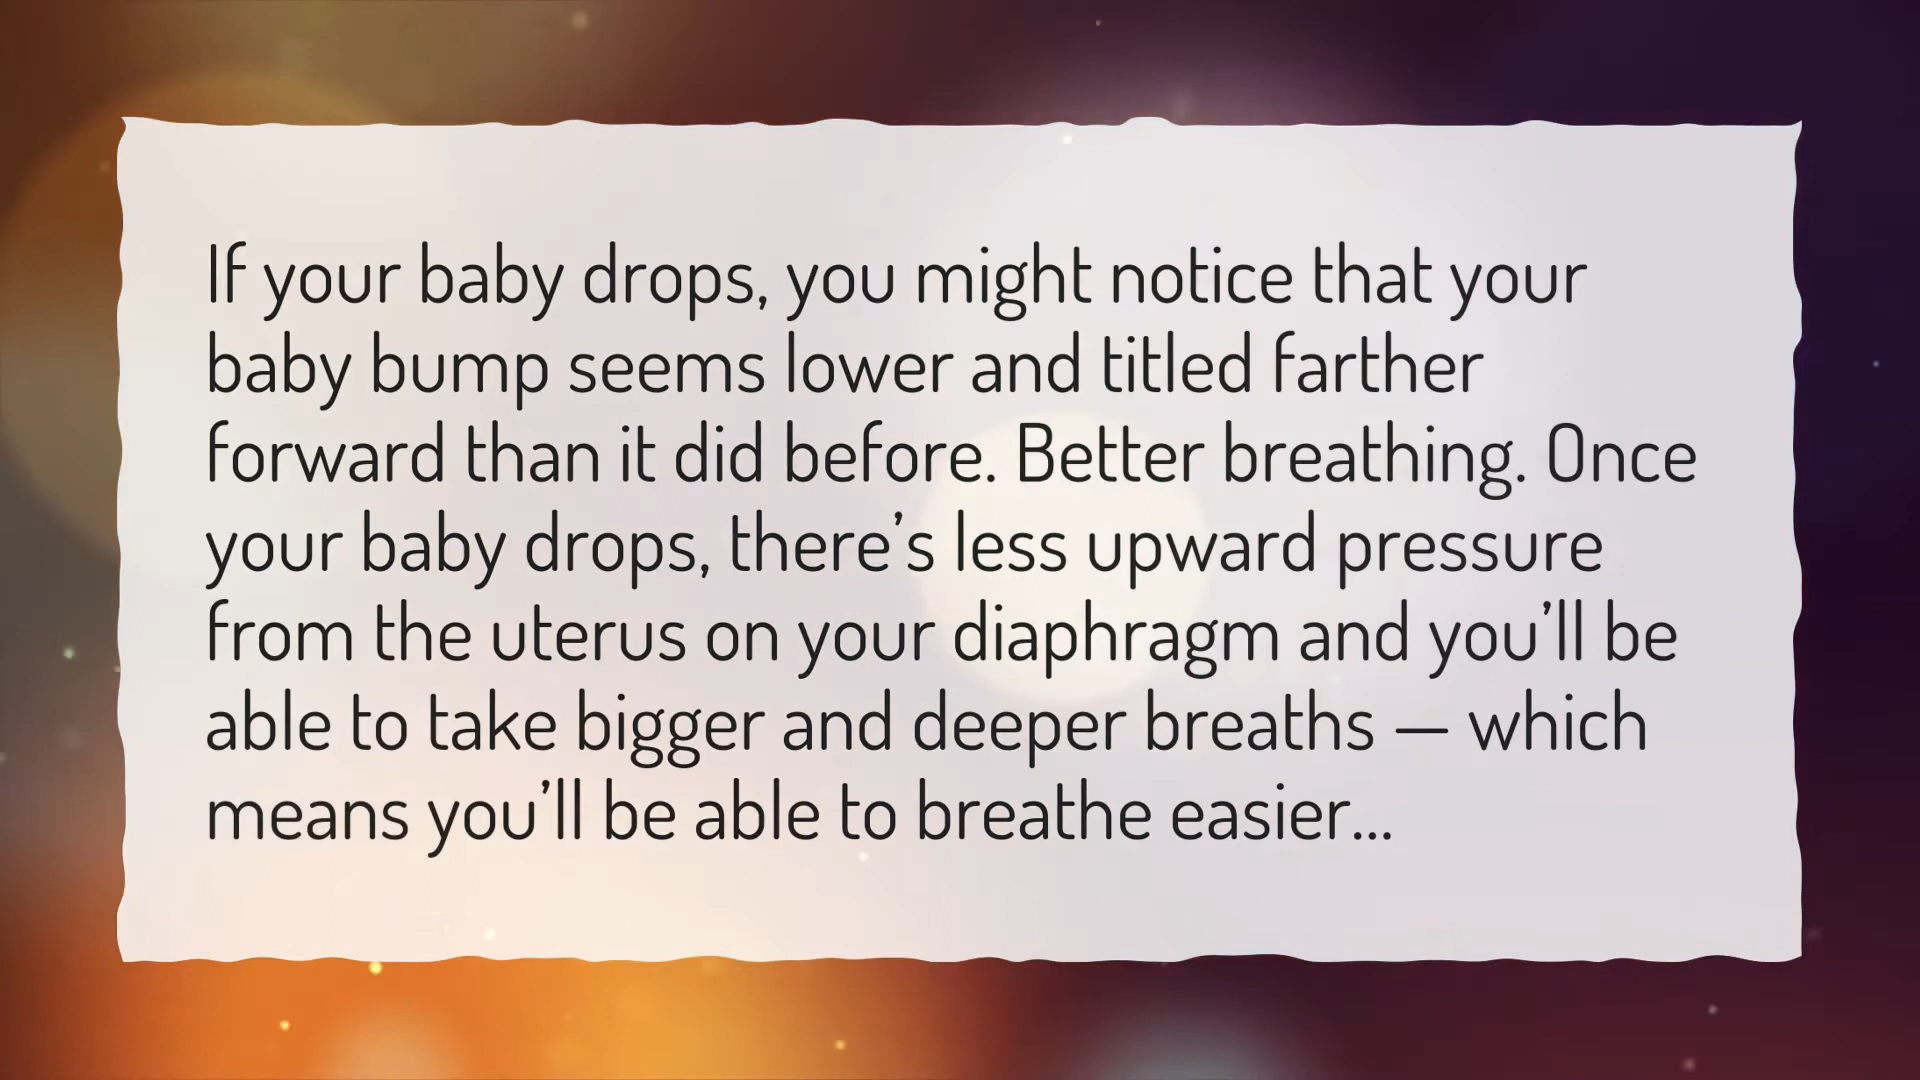 If your baby drops, you might notice that your
baby bump seems lower and titled farther
forward than it did before. Better breathing. Once
your baby drops, there’s less upward pressure
from the uterus on your diaphragm and you’ll be
able to take bigger and deeper breaths — which
means you’ll be able to breathe easier...